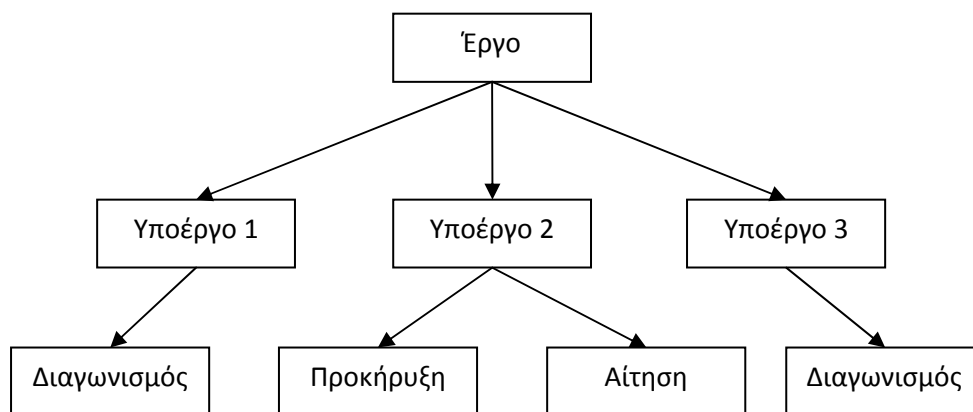 Έργο
Υποέργο 1
Υποέργο 2
Υποέργο 3
Διαγωνισμός
Προκήρυξη
Αίτηση
Διαγωνισμός